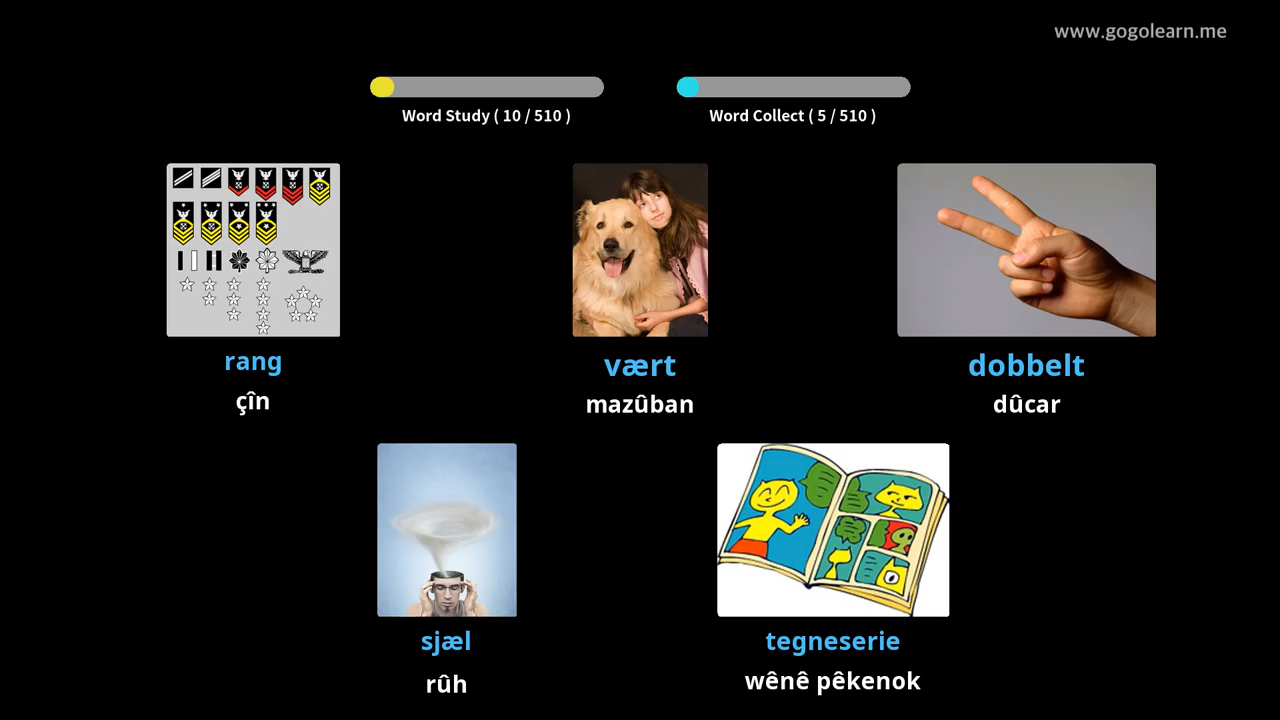 www.gogolearn.me
Word Study ( 10 / 510 )
Word Collect ( 5 / 510 )
rang
çîn
vært
mazûban
dobbelt
dûcar
sjæl
rûh
tegneserie
wênê pêkenok